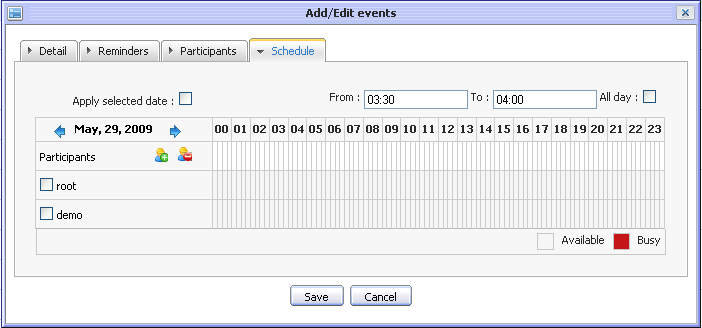 Add/Edit events
Detail Reminders Participants Schedule
Apply selected date : From : 03:30 To : 04:00 All day :
May, 29, 2009 00 01 02 03 04 05 06 07 08 09 10 11 12 13 14 15 16 17 18 19 20 21 22 23
Participants
root
demo
Available Busy
Save Cancel